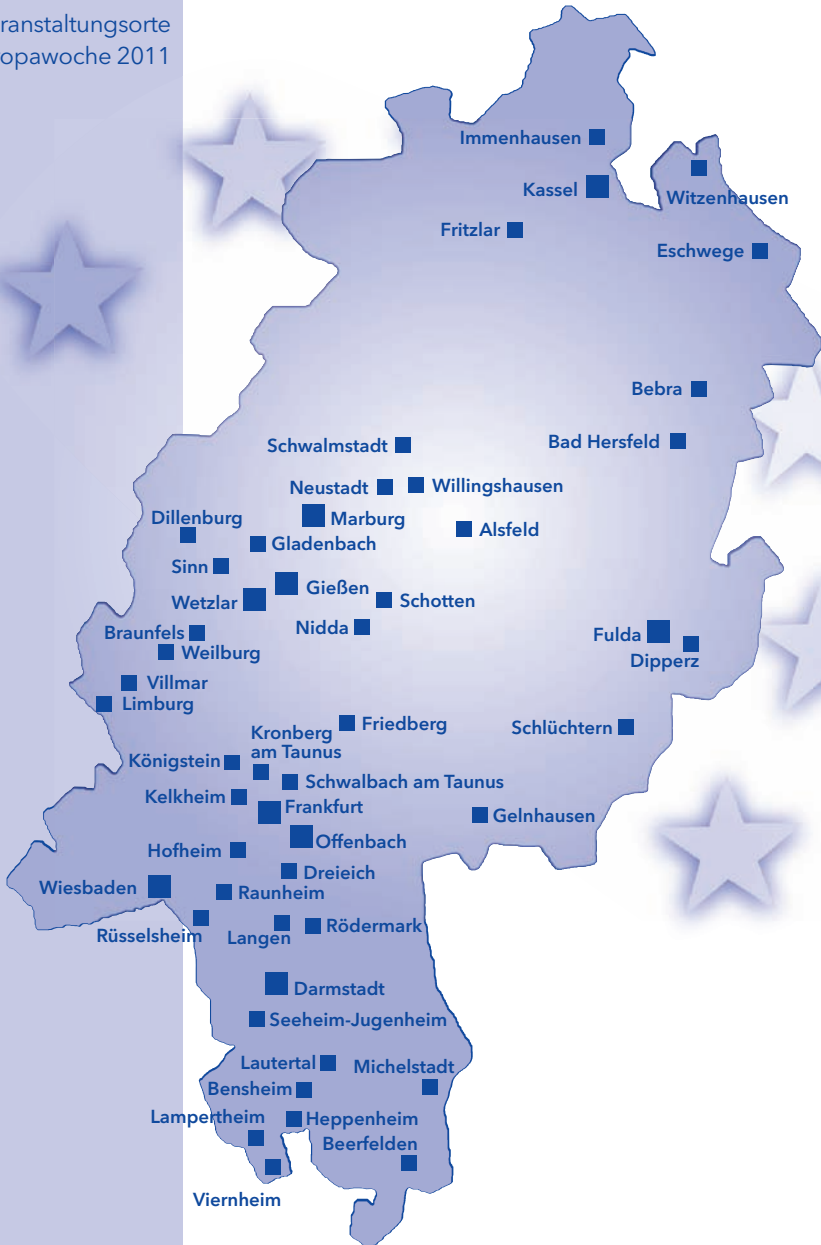 ranstaltungsorte
opawoche 2011
Immenhausen
Kassel
Witzenhausen
Fritzlar
Eschwege
Bebra
Schwalmstadt
Bad Hersfeld
Neustadt
Willingshausen
Dillenburg
Marburg
Alsfeld
Gladenbach
Sinn
Gießen
Wetzlar
Schotten
Braunfels
Nidda
Fulda
Weilburg
Dipperz
Villmar
Limburg
Friedberg
Schlüchtern
Kronberg
am Taunus
Königstein
Schwalbach am Taunus
Kelkheim
Frankfurt
Gelnhausen
Offenbach
Hofheim
Dreieich
Wiesbaden
Raunheim
Rüsselsheim
Langen
Rödermark
Darmstadt
Seeheim-Jugenheim
Lautertal
Michelstadt
Bensheim
Lampertheim
Heppenheim
Beerfelden
Viernheim